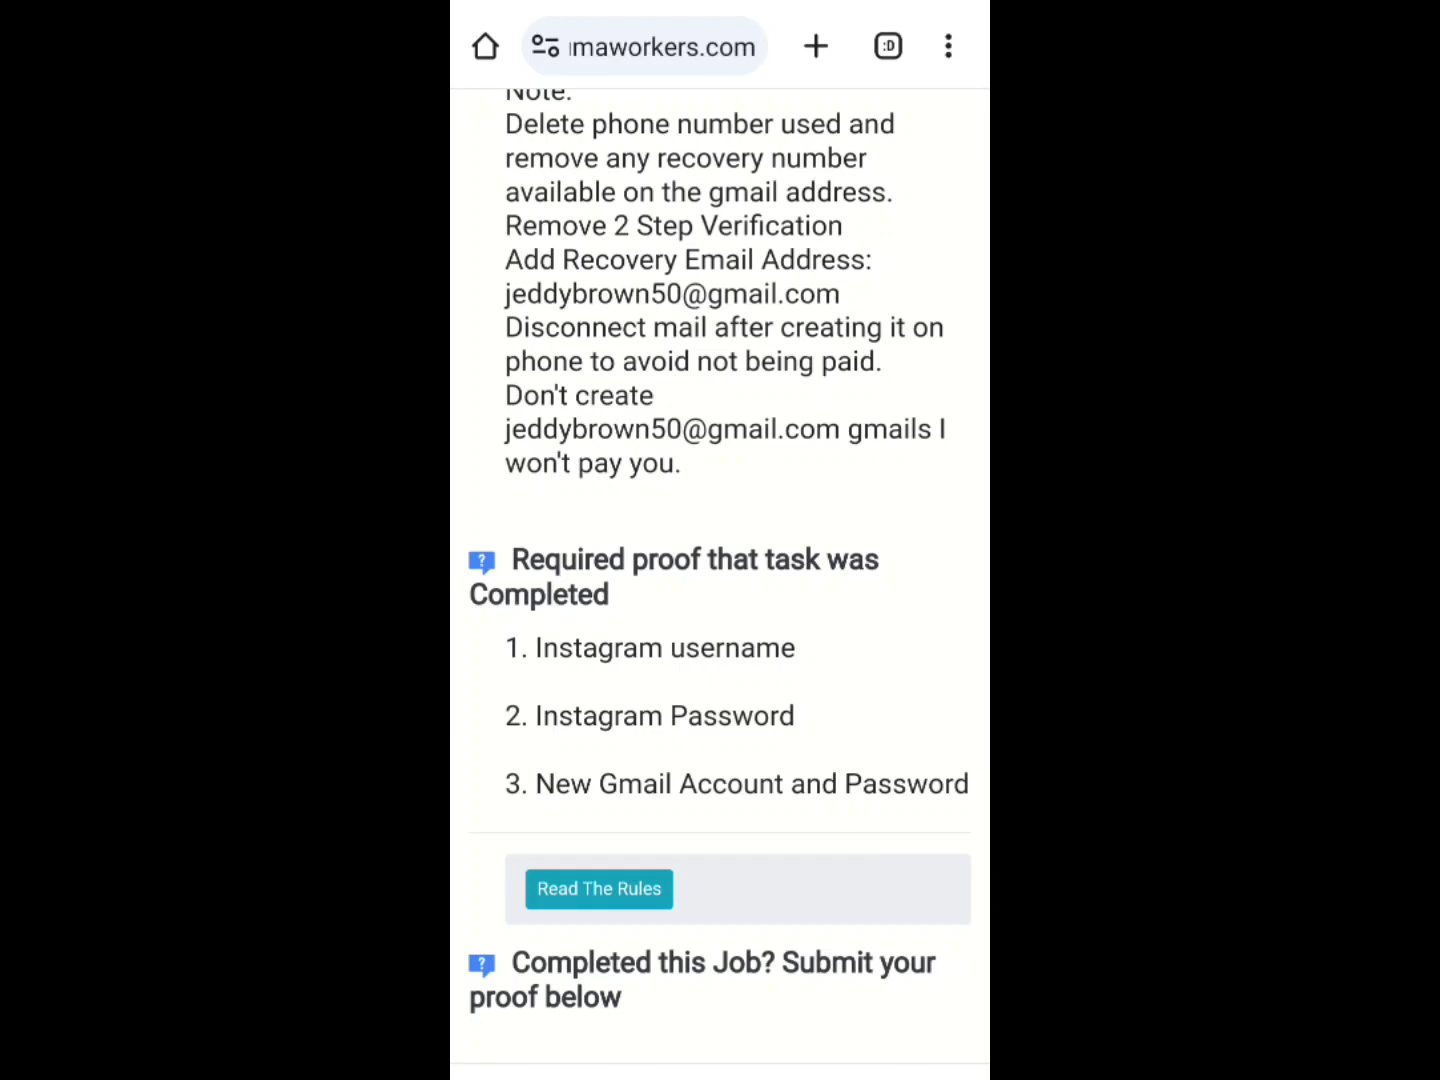 maworkers.com
:D
Note:
Delete phone number used and
remove any recovery number
available on the gmail address.
Remove 2 Step Verification
Add Recovery Email Address:
jeddybrown50@gmail.com
Disconnect mail after creating it on
phone to avoid not being paid.
Don't create
jeddybrown50@gmail.com gmails I
won't pay you.
Required proof that task was
Completed
1. Instagram username
2. Instagram Password
3. New Gmail Account and Password
Read The Rules
Completed this Job? Submit your
proof below